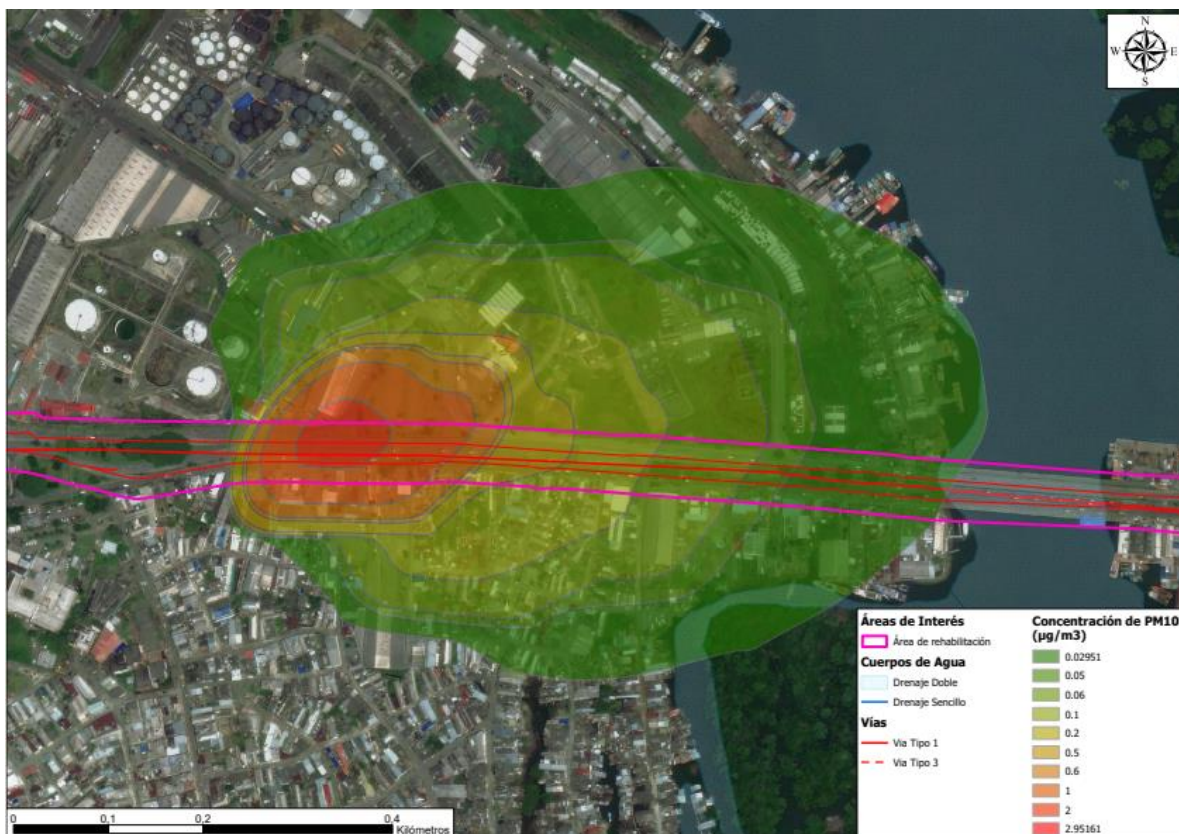 N
W E
S
Áreas de Interés
Área de rehabilitación
Cuerpos de Agua
Drenaje Doble
Drenaje Sencillo
Vías
Via Tipo 1
Via Tipo 3
Concentración de PM10
(µg/m3)
0.02951
0.05
0.06
0.1
0.2
0.5
0.6
1
2
2.95161
0 0,1 0,2 0,4
Kilómetros